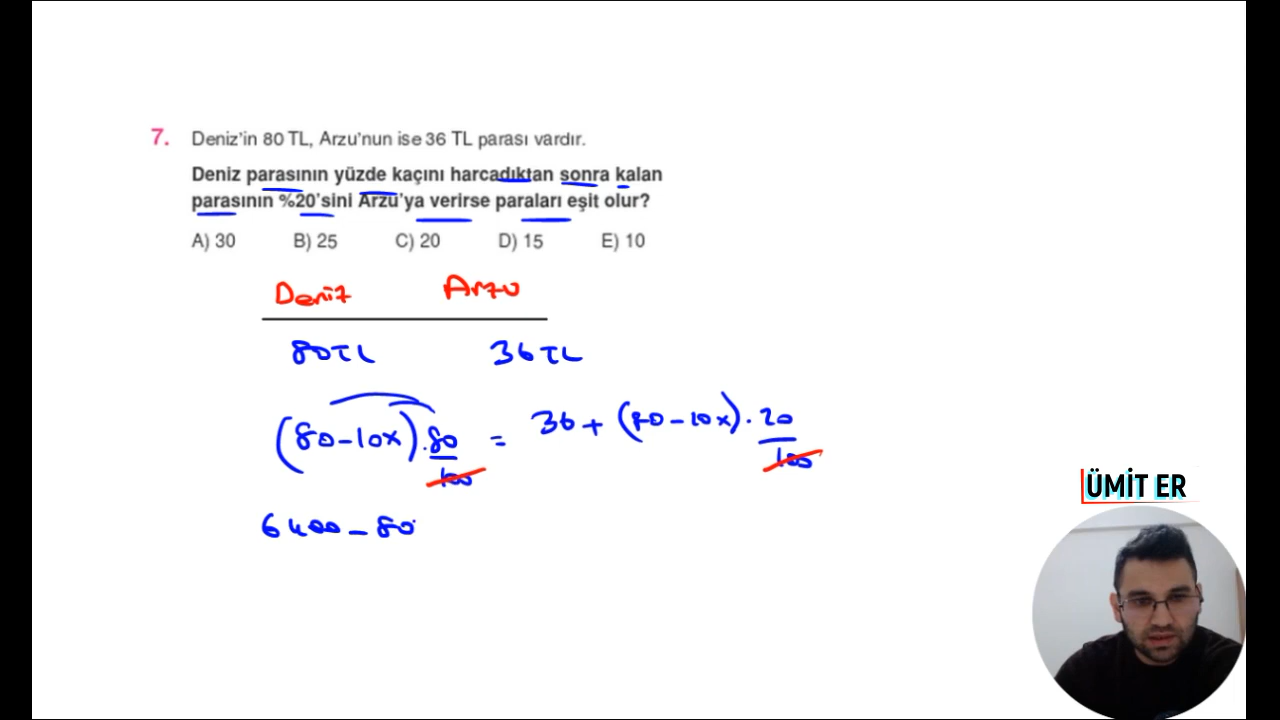 7. Deniz'in 80 TL, Arzu'nun ise 36 TL parası vardır.
Deniz parasının yüzde kaçını harcadıktan sonra kalan
parasının %20'sini Arzu'ya verirse paraları eşit olur?
A) 30 B) 25 C) 20 D) 15 E) 10
Deniz Arzu
80TL 36TL
(80-10x).80/100 = 36+(80-10x).20/100
6400-80
ÜMİT ER